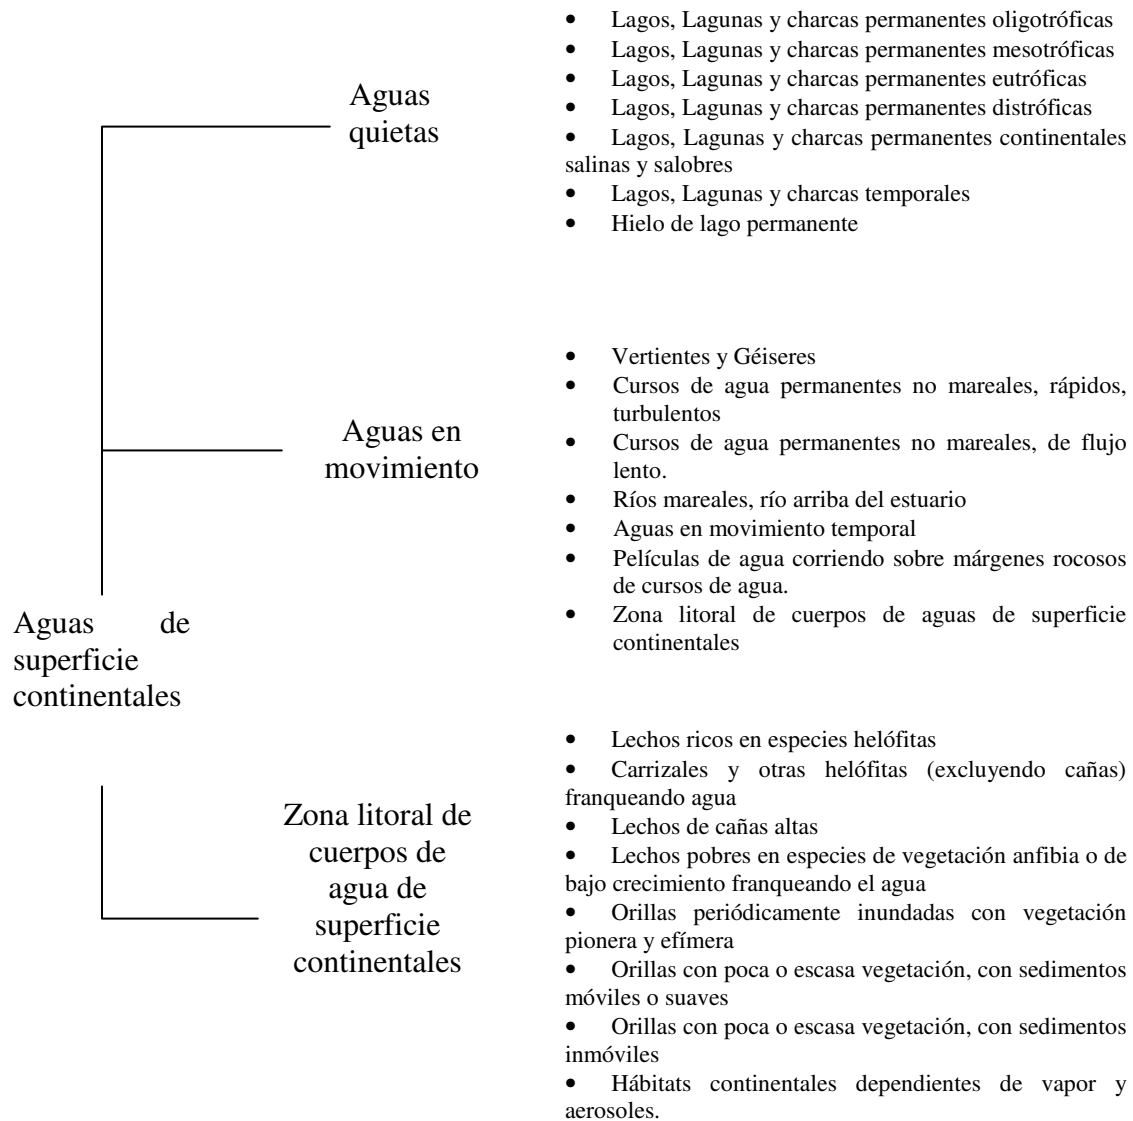 Aguas de
superficie
continentales
Aguas
quietas
• Lagos, Lagunas y charcas permanentes oligotróficas
• Lagos, Lagunas y charcas permanentes mesotróficas
• Lagos, Lagunas y charcas permanentes eutróficas
• Lagos, Lagunas y charcas permanentes distróficas
• Lagos, Lagunas y charcas permanentes continentales
salinas y salobres
• Lagos, Lagunas y charcas temporales
• Hielo de lago permanente
Aguas en
movimiento
• Vertientes y Géiseres
• Cursos de agua permanentes no mareales, rápidos,
turbulentos
• Cursos de agua permanentes no mareales, de flujo
lento.
• Ríos mareales, río arriba del estuario
• Aguas en movimiento temporal
• Películas de agua corriendo sobre márgenes rocosos
de cursos de agua.
• Zona litoral de cuerpos de aguas de superficie
continentales
Zona litoral de
cuerpos de
agua de
superficie
continentales
• Lechos ricos en especies helófitas
• Carrizales y otras helófitas (excluyendo cañas)
franqueando agua
• Lechos de cañas altas
• Lechos pobres en especies de vegetación anfibia o de
bajo crecimiento franqueando el agua
• Orillas periódicamente inundadas con vegetación
pionera y efímera
• Orillas con poca o escasa vegetación, con sedimentos
móviles o suaves
• Orillas con poca o escasa vegetación, con sedimentos
inmóviles
• Hábitats continentales dependientes de vapor y
aerosoles.